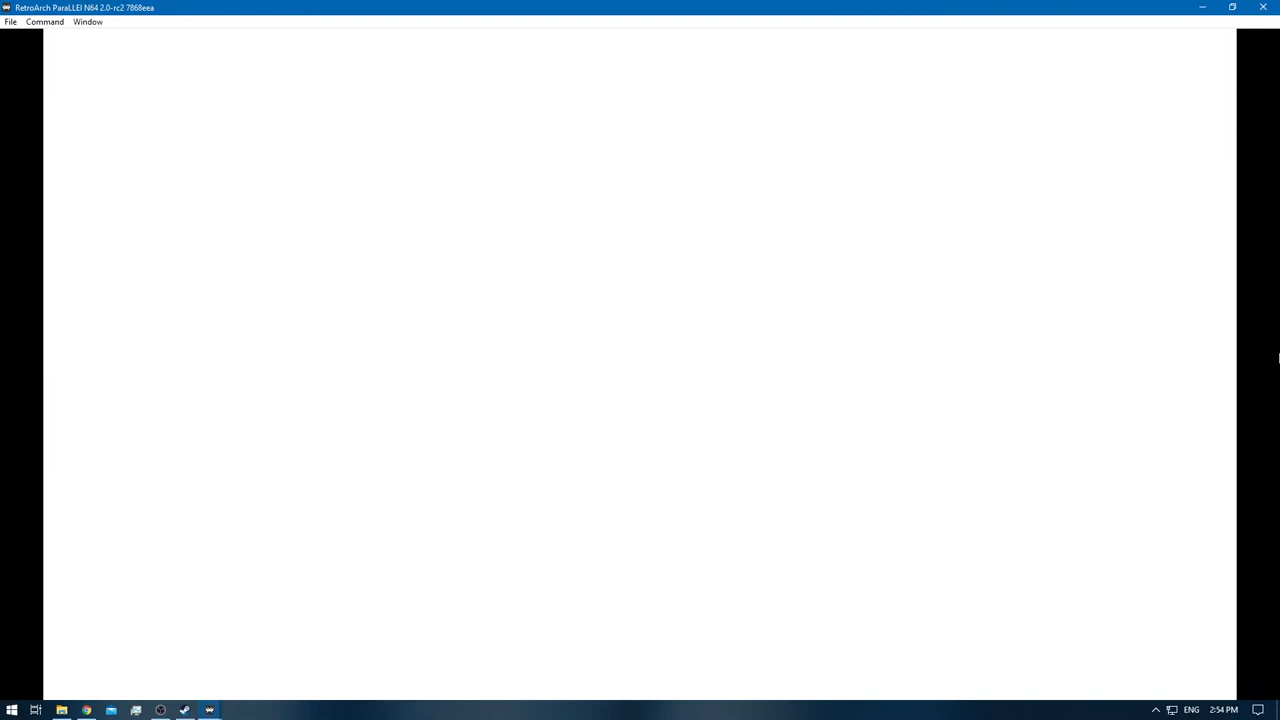 RetroArch ParaLLEl N64 2.0-rc2 7868eea
File Command Window
ENG 2:54 PM